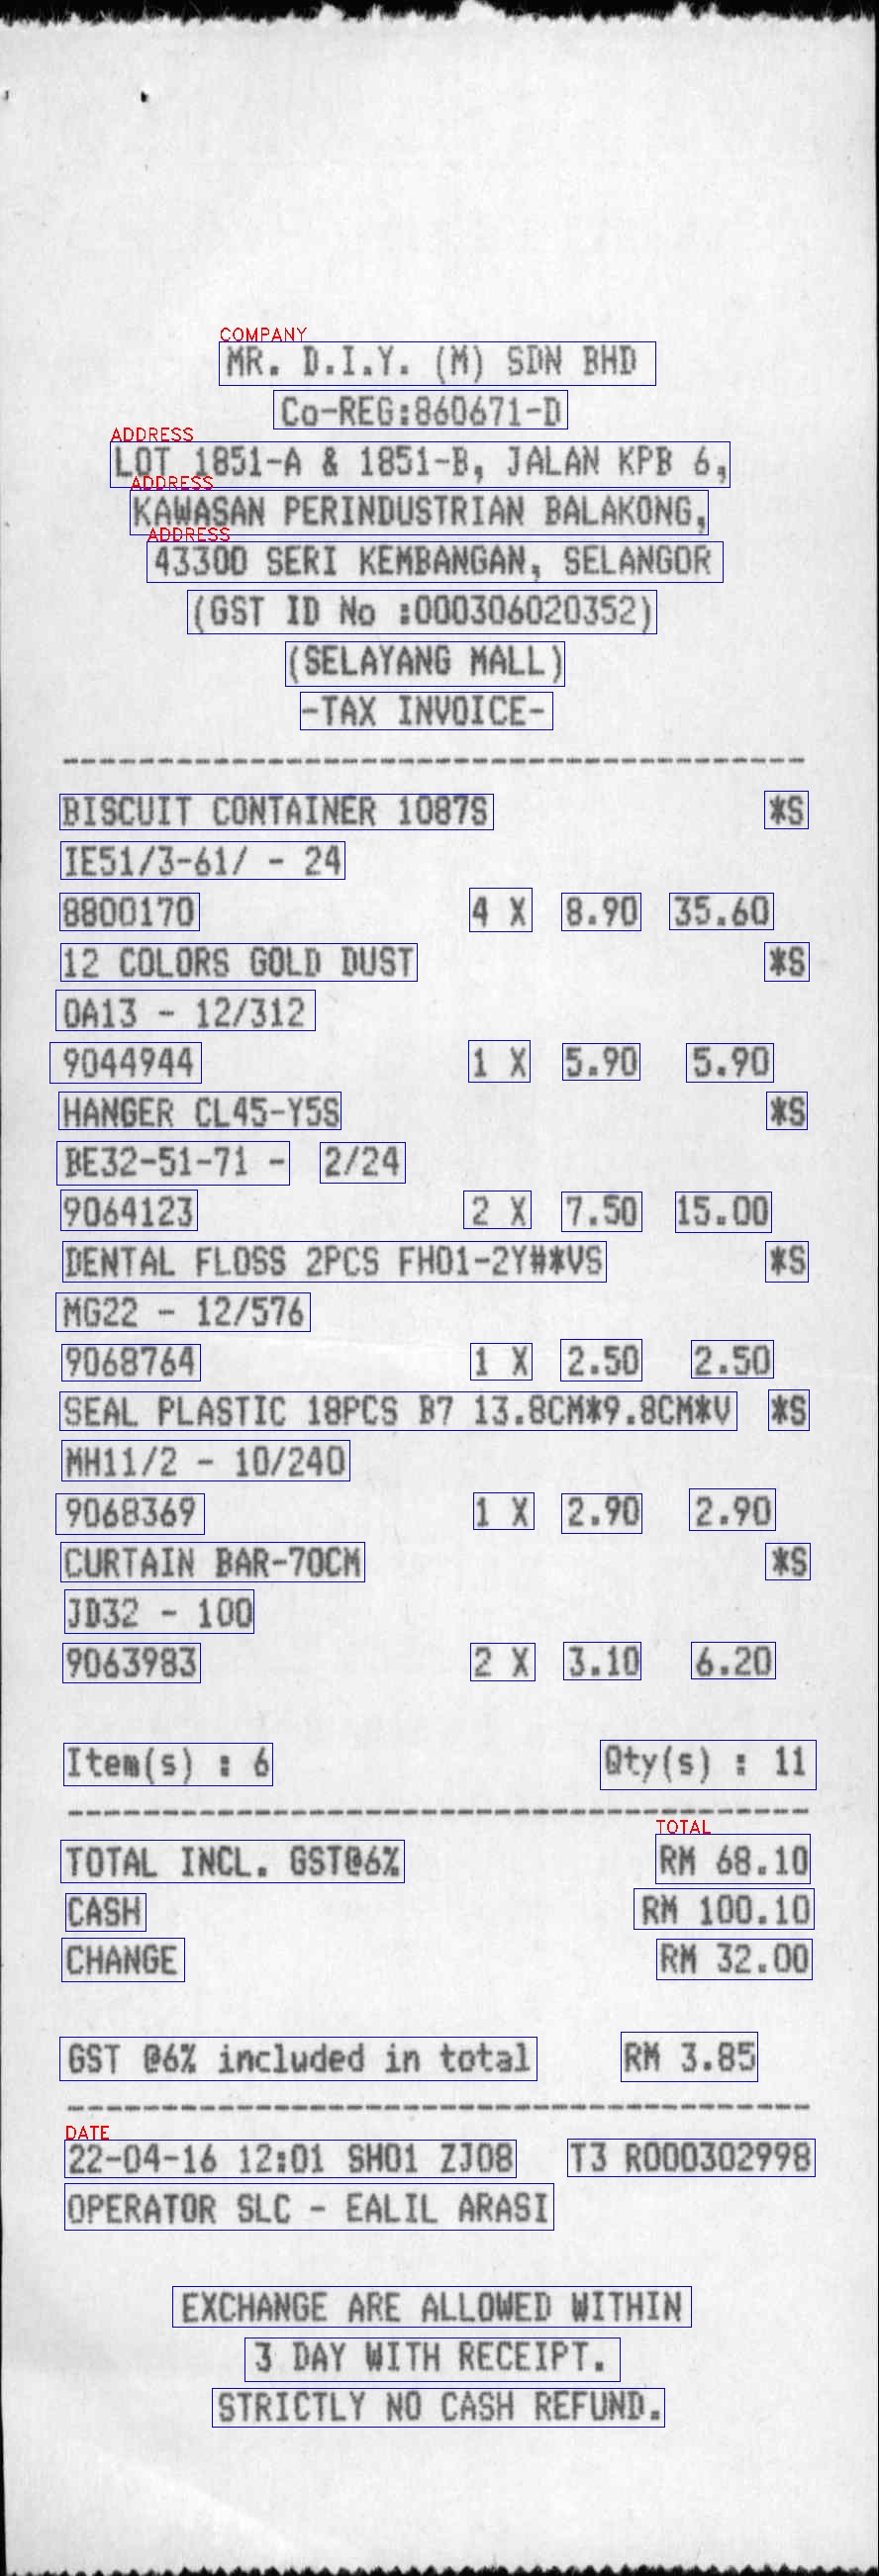 COMPANY
MR. D.I.Y. (M) SDN BHD
Co-REG:860671-D
ADDRESS
LOT 1851-A & 1851-B, JALAN KPB 6,
ADDRESS
KAWASAN PERINDUSTRIAN BALAKONG,
ADDRESS
43300 SERI KEMBANGAN, SELANGOR
(GST ID No :000306020352)
(SELAYANG MALL)
-TAX INVOICE-
BISCUIT CONTAINER 1087S *S
IE51/3-61/ - 24
8800170 4 X 8.90 35.60
12 COLORS GOLD DUST *S
OA13 - 12/312
9044944 1 X 5.90 5.90
HANGER CL45-Y5S *S
BE32-51-71 - 2/24
9064123 2 X 7.50 15.00
DENTAL FLOSS 2PCS FH01-2Y#*VS *S
MG22 - 12/576
9068764 1 X 2.50 2.50
SEAL PLASTIC 18PCS B7 13.8CM*9.8CM*V *S
MH11/2 - 10/240
9068369 1 X 2.90 2.90
CURTAIN BAR-70CM *S
JD32 - 100
9063983 2 X 3.10 6.20
Item(s) : 6 Qty(s) : 11
TOTAL
TOTAL INCL. GST@6% RM 68.10
CASH RM 100.10
CHANGE RM 32.00
GST @6% included in total RM 3.85
DATE
22-04-16 12:01 SH01 ZJ08 T3 R000302998
OPERATOR SLC - EALIL ARASI
EXCHANGE ARE ALLOWED WITHIN
3 DAY WITH RECEIPT.
STRICTLY NO CASH REFUND.